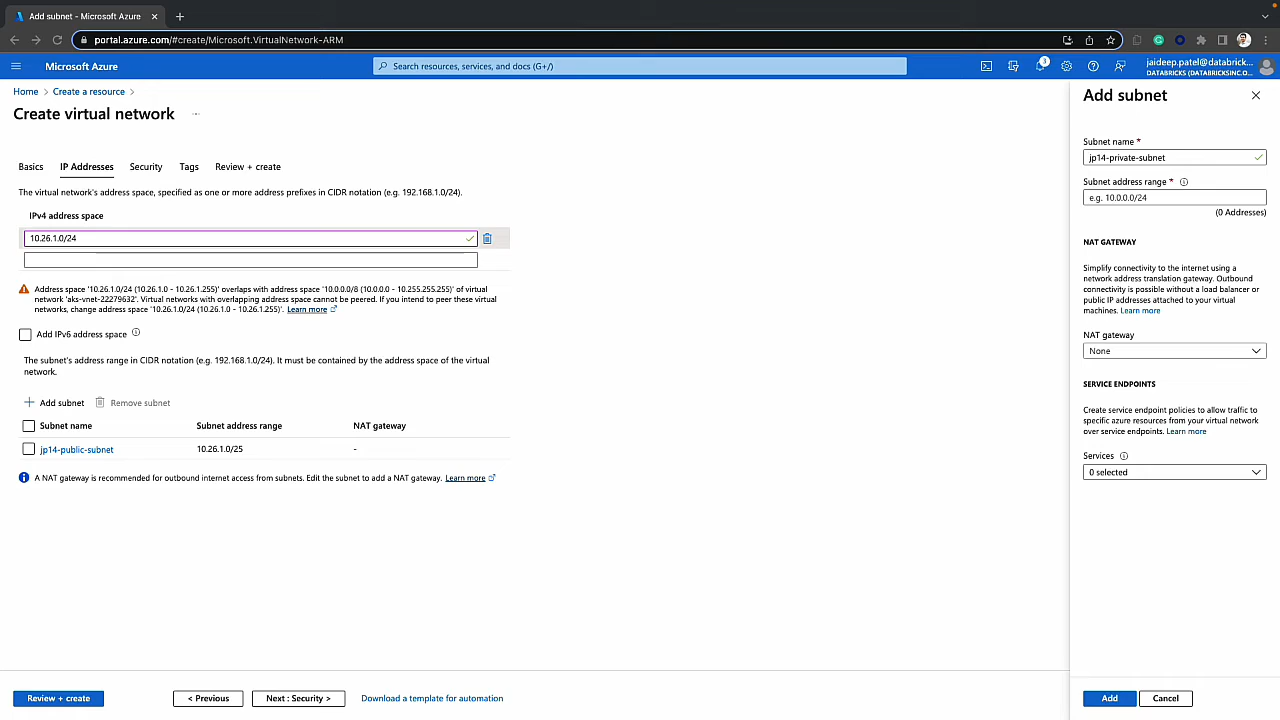 Add subnet - Microsoft Azure
portal.azure.com/#create/Microsoft.VirtualNetwork-ARM
Microsoft Azure
Search resources, services, and docs (G+/)
3
jaideep.patel@databrick...
DATABRICKS (DATABRICKSINC.O...
Home > Create a resource >
Create virtual network
Basics
IP Addresses
Security
Tags
Review + create
The virtual network's address space, specified as one or more address prefixes in CIDR notation (e.g. 192.168.1.0/24).
IPv4 address space
10.26.1.0/24
Address space '10.26.1.0/24 (10.26.1.0 - 10.26.1.255)' overlaps with address space '10.0.0.0/8 (10.0.0.0 - 10.255.255.255)' of virtual
network 'aks-vnet-22279632'. Virtual networks with overlapping address space cannot be peered. If you intend to peer these virtual
networks, change address space '10.26.1.0/24 (10.26.1.0 - 10.26.1.255)'. Learn more
Add IPv6 address space
The subnet's address range in CIDR notation (e.g. 192.168.1.0/24). It must be contained by the address space of the virtual
network.
Add subnet
Remove subnet
Subnet name
Subnet address range
NAT gateway
jp14-public-subnet
10.26.1.0/25
-
A NAT gateway is recommended for outbound internet access from subnets. Edit the subnet to add a NAT gateway. Learn more
Review + create
< Previous
Next : Security >
Download a template for automation
Add subnet
Subnet name *
jp14-private-subnet
Subnet address range *
e.g. 10.0.0.0/24
(0 Addresses)
NAT GATEWAY
Simplify connectivity to the internet using a
network address translation gateway. Outbound
connectivity is possible without a load balancer or
public IP addresses attached to your virtual
machines. Learn more
NAT gateway
None
SERVICE ENDPOINTS
Create service endpoint policies to allow traffic to
specific azure resources from your virtual network
over service endpoints. Learn more
Services
0 selected
Add
Cancel